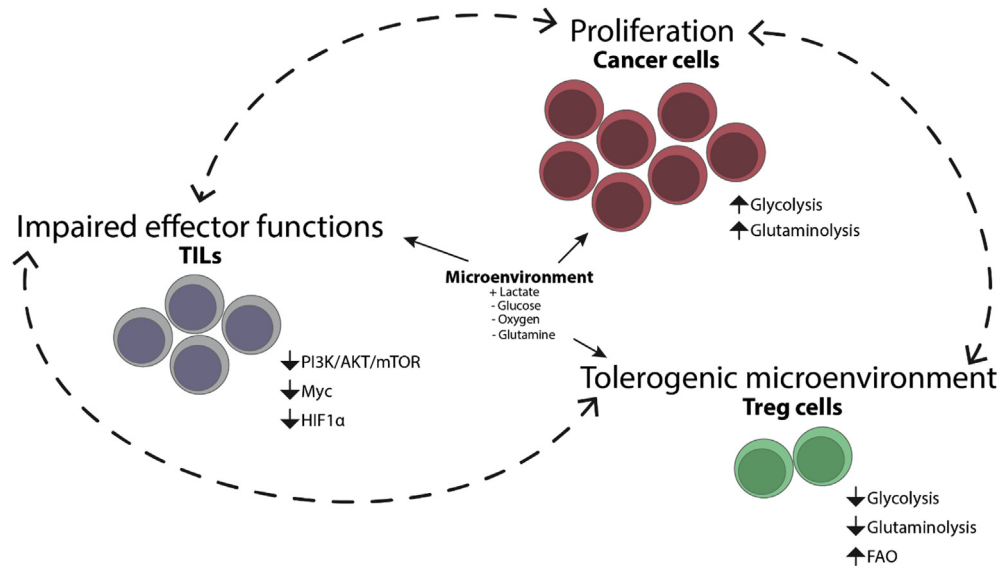 Proliferation
Cancer cells
Glycolysis
Glutaminolysis
Impaired effector functions
TILs
PI3K/AKT/mTOR
Myc
HIF1α
Microenvironment
+ Lactate
- Glucose
- Oxygen
- Glutamine
Tolerogenic microenvironment
Treg cells
Glycolysis
Glutaminolysis
FAO